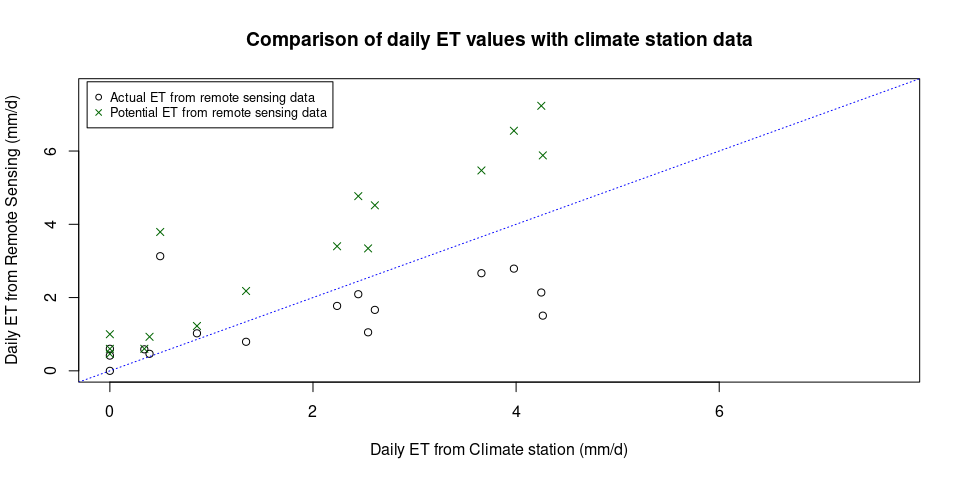 Comparison of daily ET values with climate station data
Actual ET from remote sensing data
Potential ET from remote sensing data
Daily ET from Remote Sensing (mm/d)
6
4
2
0
0 2 4 6
Daily ET from Climate station (mm/d)